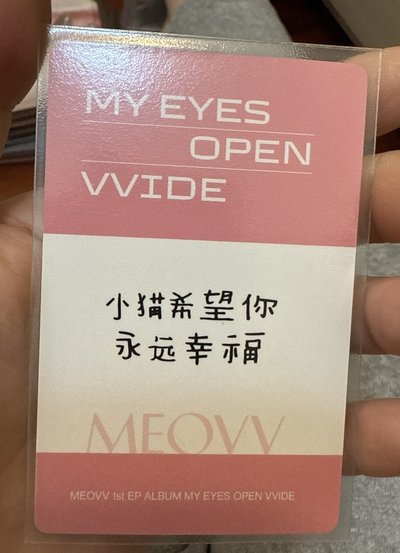 MY EYES
OPEN
VVIDE
小猫希望你
永远幸福
MEOVV
MEOVV 1st EP ALBUM MY EYES OPEN VVIDE